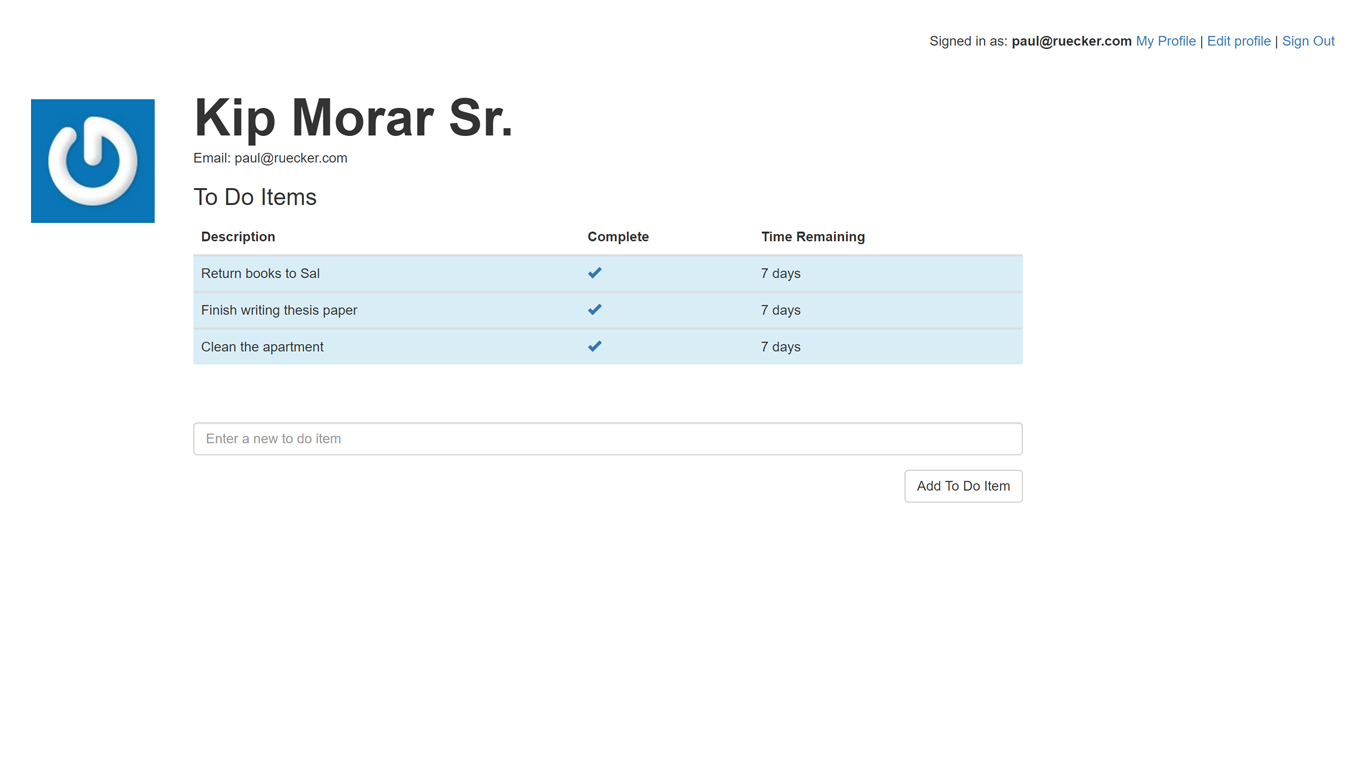 Signed in as: paul@ruecker.com My Profile | Edit profile | Sign Out
Kip Morar Sr.
Email: paul@ruecker.com
To Do Items
Description Complete Time Remaining
Return books to Sal 7 days
Finish writing thesis paper 7 days
Clean the apartment 7 days
Enter a new to do item
Add To Do Item